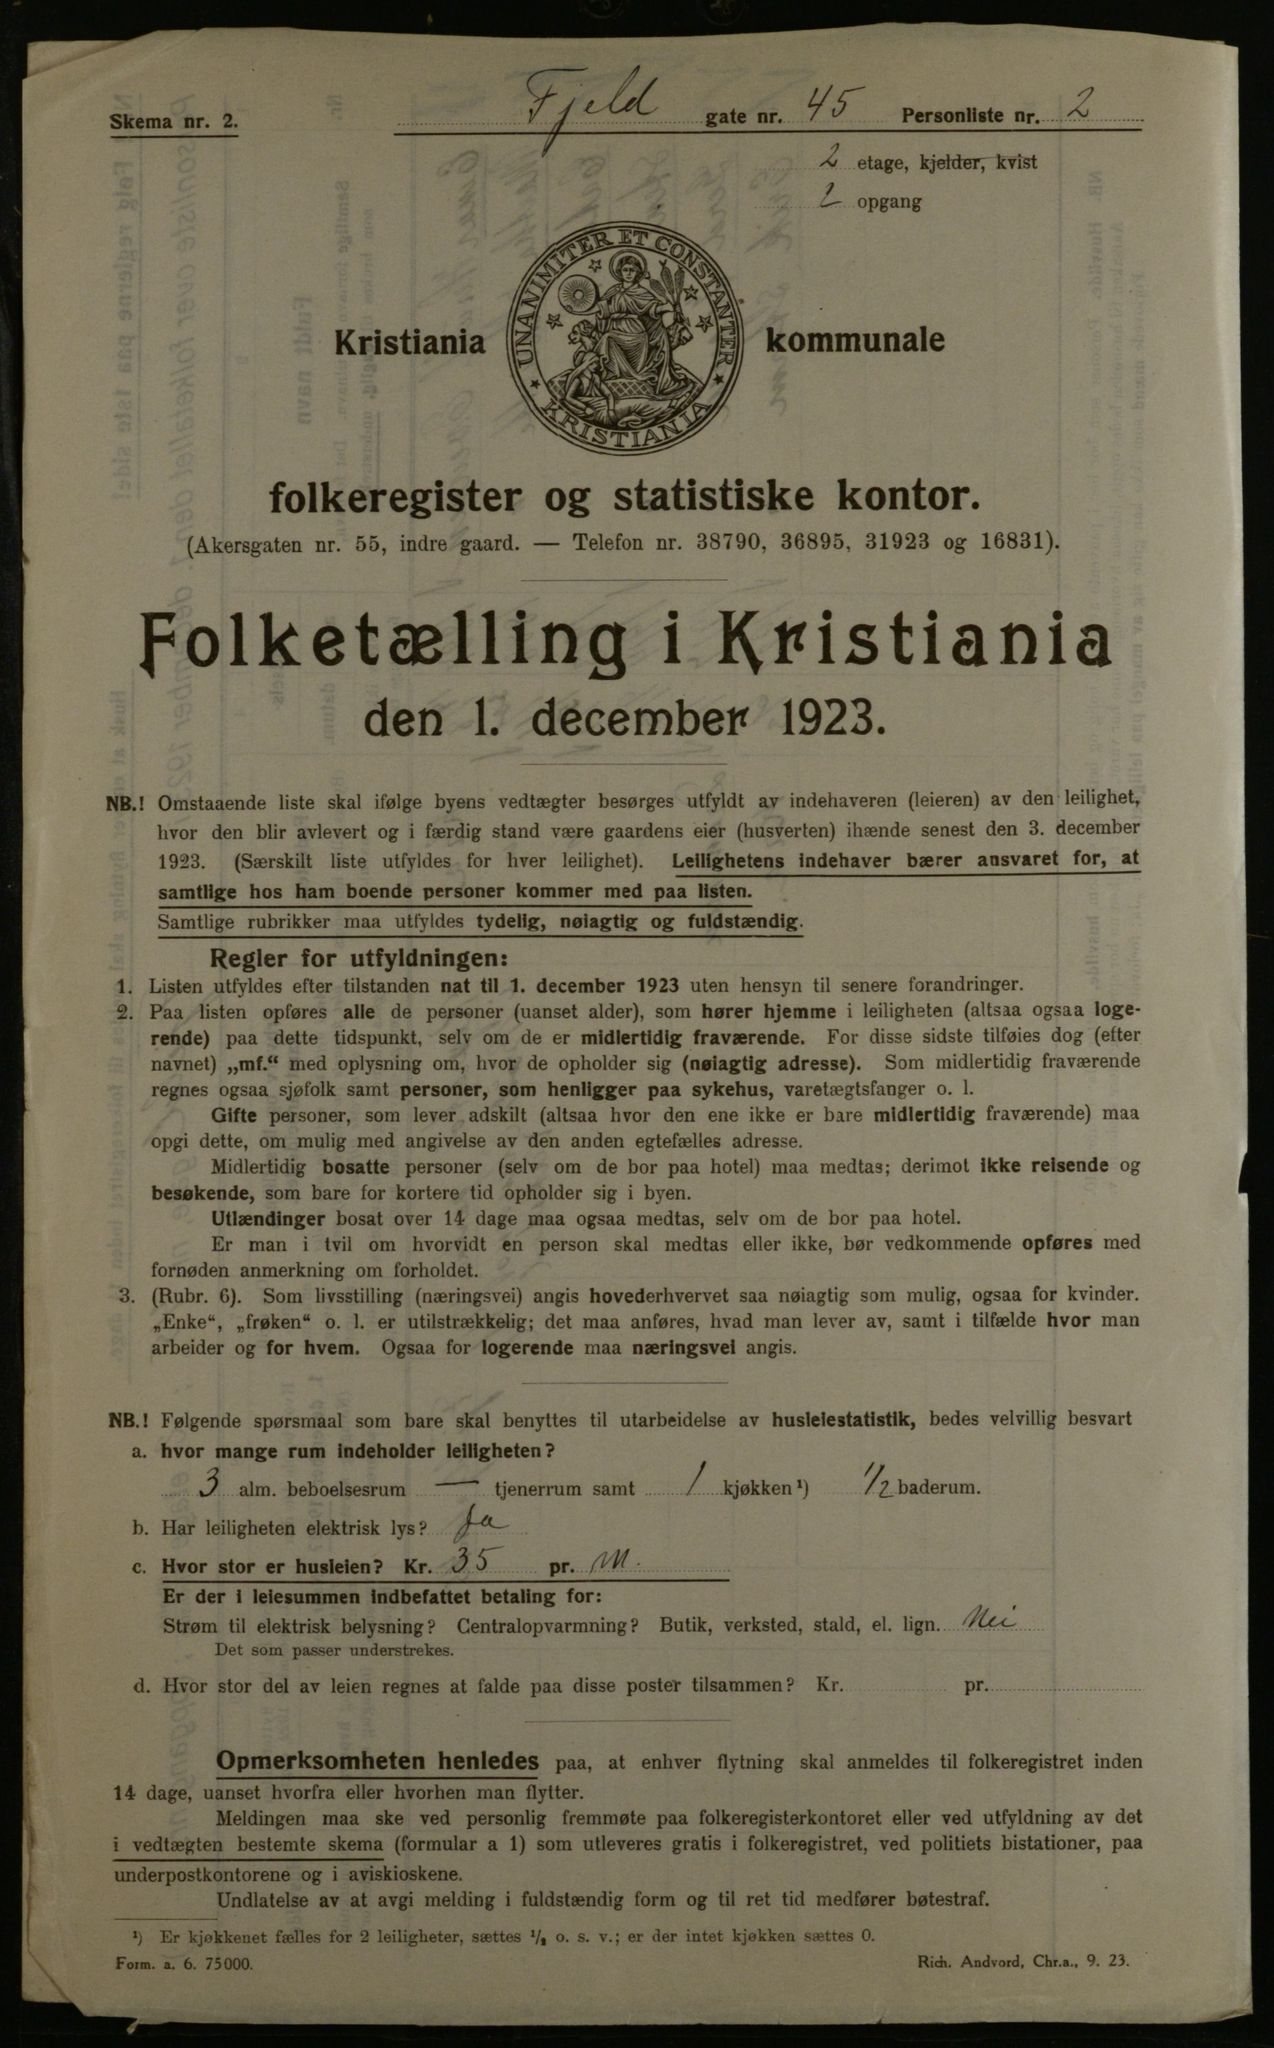 Skema nr. 2.
Fjeld gate nr. 45 Personliste nr. 2
2 etage, kjelder, kvist
2 opgang
UNANIMITER ET CONSTANTER
KRISTIANIA
Kristiania kommunale
folkeregister og statistiske kontor.
(Akersgaten nr. 55, indre gaard. — Telefon nr. 38790, 36895, 31923 og 16831).
Folketælling i Kristiania
den 1. december 1923.
NB.! Omstaaende liste skal ifølge byens vedtægter besørges utfyldt av indehaveren (leieren) av den leilighet,
hvor den blir avlevert og i færdig stand være gaardens eier (husverten) ihænde senest den 3. december
1923. (Særskilt liste utfyldes for hver leilighet). Leilighetens indehaver bærer ansvaret for, at
samtlige hos ham boende personer kommer med paa listen.
Samtlige rubrikker maa utfyldes tydelig, nøiagtig og fuldstændig.
Regler for utfyldningen:
1. Listen utfyldes efter tilstanden nat til 1. december 1923 uten hensyn til senere forandringer.
2. Paa listen opføres alle de personer (uanset alder), som hører hjemme i leiligheten (altsaa ogsaa loge-
rende) paa dette tidspunkt, selv om de er midlertidig fraværende. For disse sidste tilføies dog (efter
navnet) „mf.“ med oplysning om, hvor de opholder sig (nøiagtig adresse). Som midlertidig fraværende
regnes ogsaa sjøfolk samt personer, som henligger paa sykehus, varetægtsfanger o. l.
Gifte personer, som lever adskilt (altsaa hvor den ene ikke er bare midlertidig fraværende) maa
opgi dette, om mulig med angivelse av den anden egtefælles adresse.
Midlertidig bosatte personer (selv om de bor paa hotel) maa medtas; derimot ikke reisende og
besøkende, som bare for kortere tid opholder sig i byen.
Utlændinger bosat over 14 dage maa ogsaa medtas, selv om de bor paa hotel.
Er man i tvil om hvorvidt en person skal medtas eller ikke, bør vedkommende opføres med
fornøden anmerkning om forholdet.
3. (Rubr. 6). Som livsstilling (næringsvei) angis hovederhvervet saa nøiagtig som mulig, ogsaa for kvinder.
„Enke“, „frøken“ o. l. er utilstrækkelig; det maa anføres, hvad man lever av, samt i tilfælde hvor man
arbeider og for hvem. Ogsaa for logerende maa næringsvei angis.
NB.! Følgende spørsmaal som bare skal benyttes til utarbeidelse av husleiestatistik, bedes velvillig besvart
a. hvor mange rum indeholder leiligheten?
3 alm. beboelsesrum — tjenerrum samt 1 kjøkken ¹) 1/2 baderum.
b. Har leiligheten elektrisk lys? Ja
c. Hvor stor er husleien? Kr. 35 pr. M.
Er der i leiesummen indbefattet betaling for:
Strøm til elektrisk belysning? Centralopvarmning? Butik, verksted, stald, el. lign. Nei
Det som passer understrekes.
d. Hvor stor del av leien regnes at falde paa disse poster tilsammen? Kr. pr.
Opmerksomheten henledes paa, at enhver flytning skal anmeldes til folkeregistret inden
14 dage, uanset hvorfra eller hvorhen man flytter.
Meldingen maa ske ved personlig fremmøte paa folkeregisterkontoret eller ved utfyldning av det
i vedtægten bestemte skema (formular a 1) som utleveres gratis i folkeregistret, ved politiets bistationer, paa
underpostkontorene og i aviskioskene.
Undlatelse av at avgi melding i fuldstændig form og til ret tid medfører bøtestraf.
¹) Er kjøkkenet fælles for 2 leiligheter, sættes ½ o. s. v.; er der intet kjøkken sættes 0.
Form. a. 6. 75000.
Rich. Andvord, Chr.a., 9. 23.